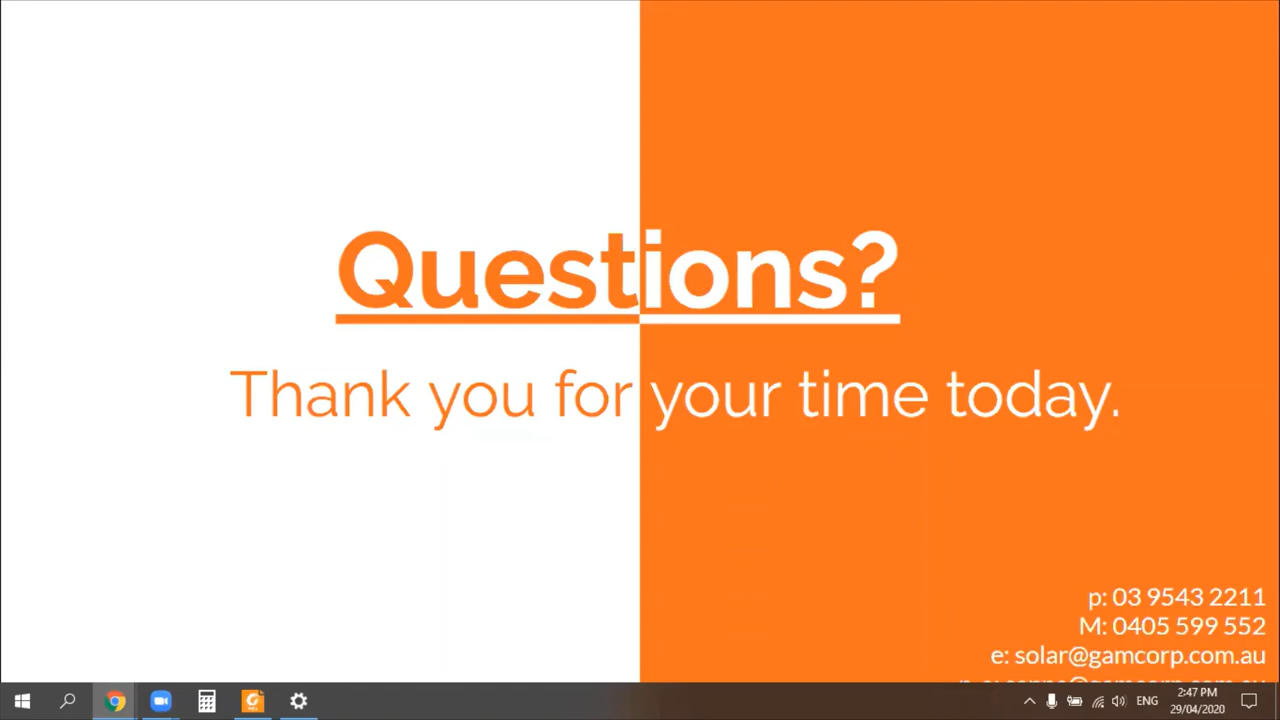 Questions?
Thank you for your time today.
p: 03 9543 2211
M: 0405 599 552
e: solar@gamcorp.com.au
ENG
2:47 PM
29/04/2020